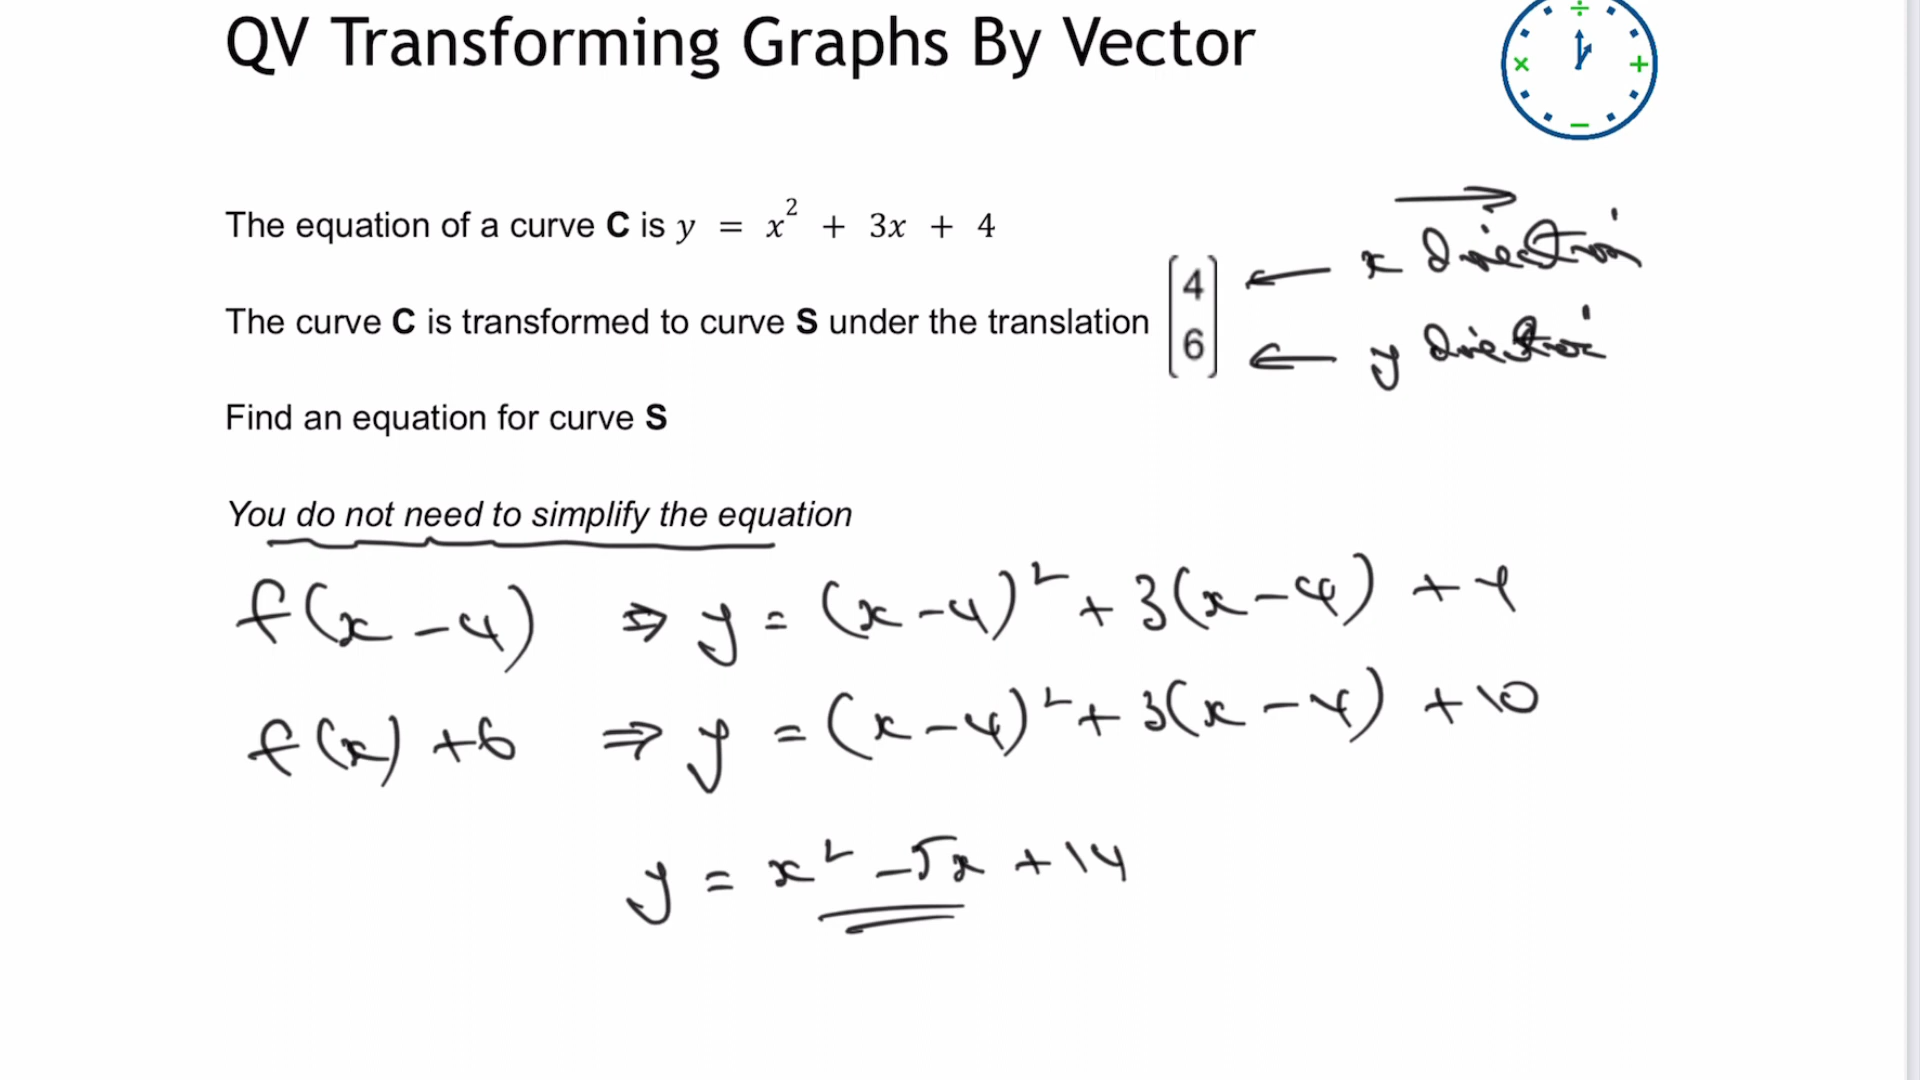 QV Transforming Graphs By Vector
÷
× +
−
The equation of a curve C is y = x² + 3x + 4
The curve C is transformed to curve S under the translation [4 6]
← x direction
← y direction
Find an equation for curve S
You do not need to simplify the equation
f(x-4) ⇒ y = (x-4)² + 3(x-4) + 4
f(x) +6 ⇒ y = (x-4)² + 3(x-4) +10
y = x² -5x +14